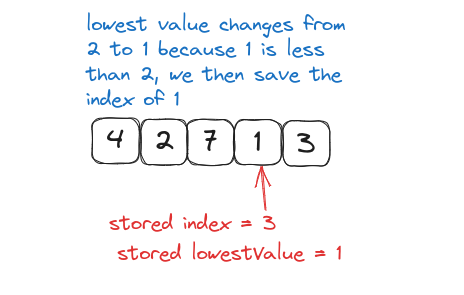 lowest value changes from
2 to 1 because 1 is less
than 2, we then save the
index of 1
4 2 7 1 3
stored index = 3
stored lowestValue = 1